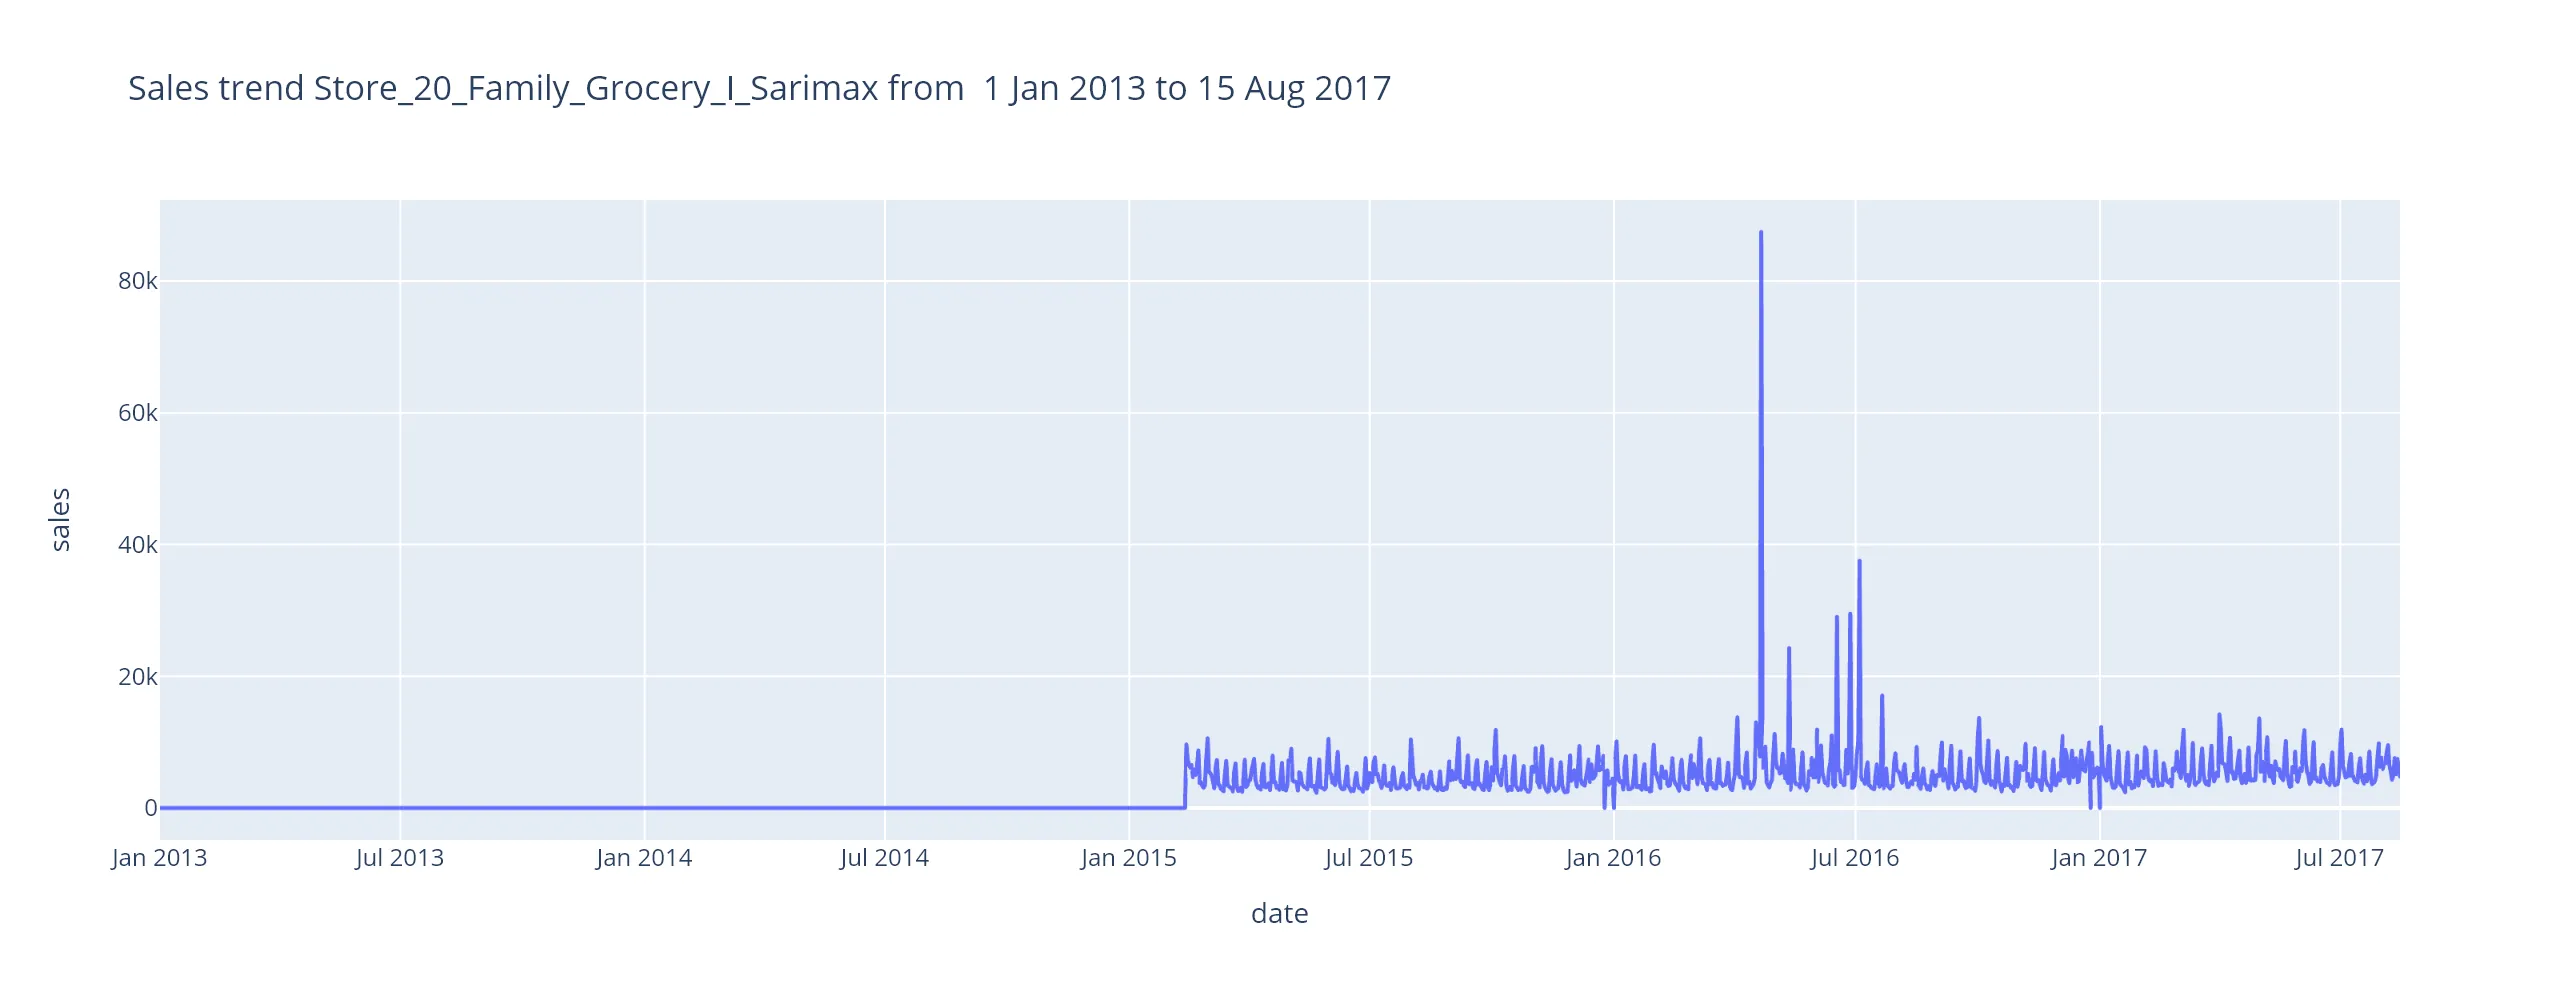 Sales trend Store_20_Family_Grocery_I_Sarimax from  1 Jan 2013 to 15 Aug 2017
80k
60k
40k
20k
0
sales
Jan 2013 Jul 2013 Jan 2014 Jul 2014 Jan 2015 Jul 2015 Jan 2016 Jul 2016 Jan 2017 Jul 2017
date